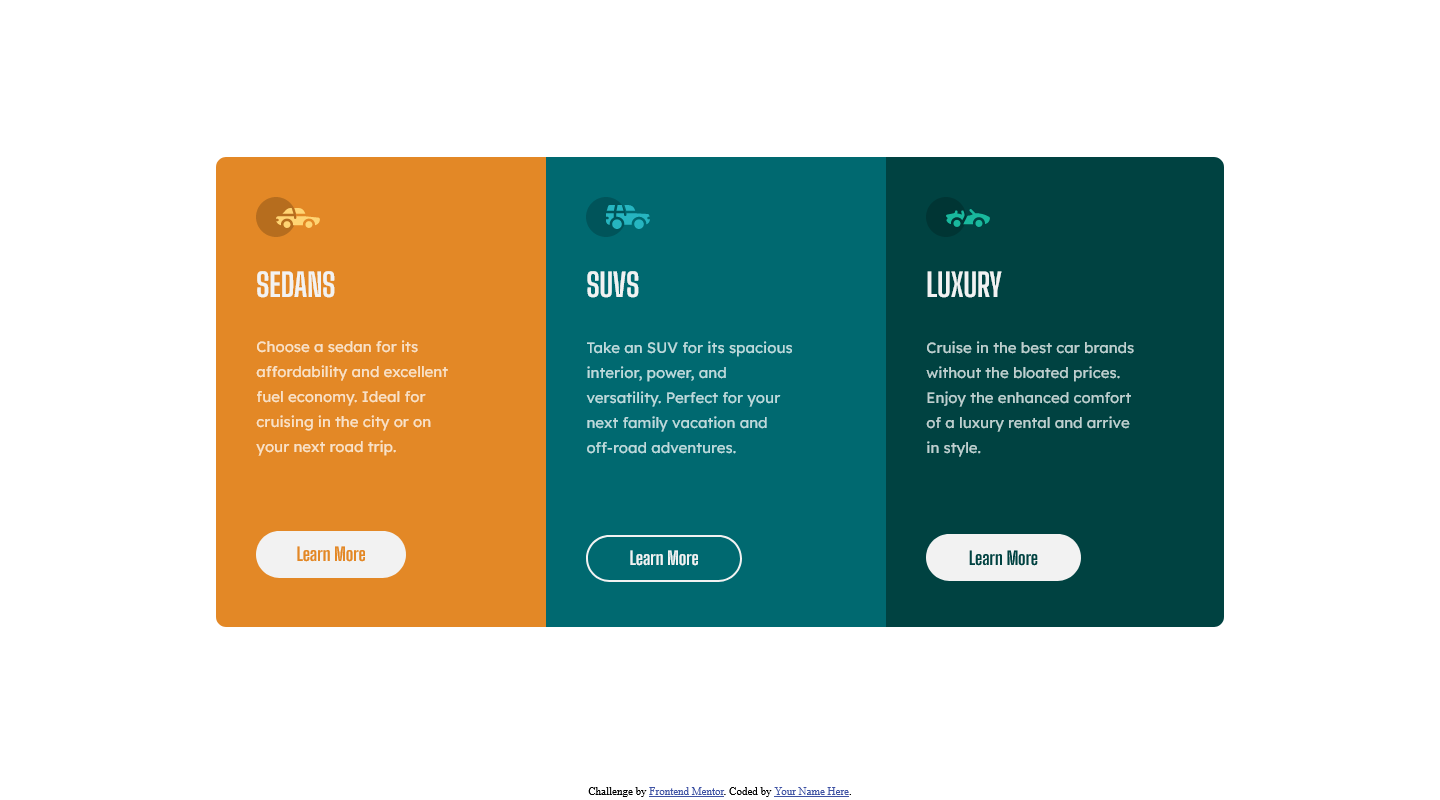 SEDANS
Choose a sedan for its
affordability and excellent
fuel economy. Ideal for
cruising in the city or on
your next road trip.
Learn More
SUVS
Take an SUV for its spacious
interior, power, and
versatility. Perfect for your
next family vacation and
off-road adventures.
Learn More
LUXURY
Cruise in the best car brands
without the bloated prices.
Enjoy the enhanced comfort
of a luxury rental and arrive
in style.
Learn More
Challenge by Frontend Mentor. Coded by Your Name Here.